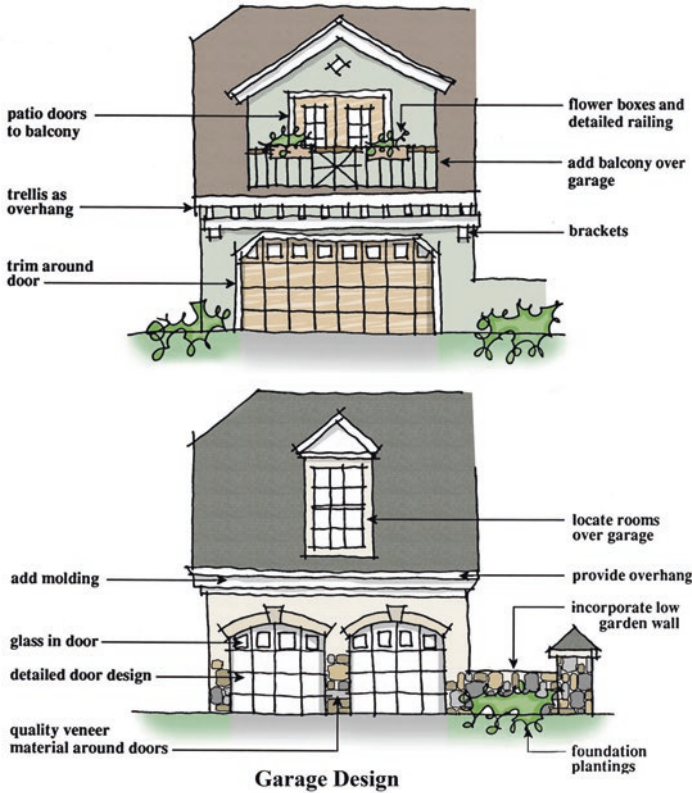 patio doors
to balcony
flower boxes and
detailed railing
add balcony over
garage
trellis as
overhang
brackets
trim around
door
locate rooms
over garage
add molding
provide overhang
incorporate low
garden wall
glass in door
detailed door design
quality veneer
material around doors
foundation
plantings
Garage Design